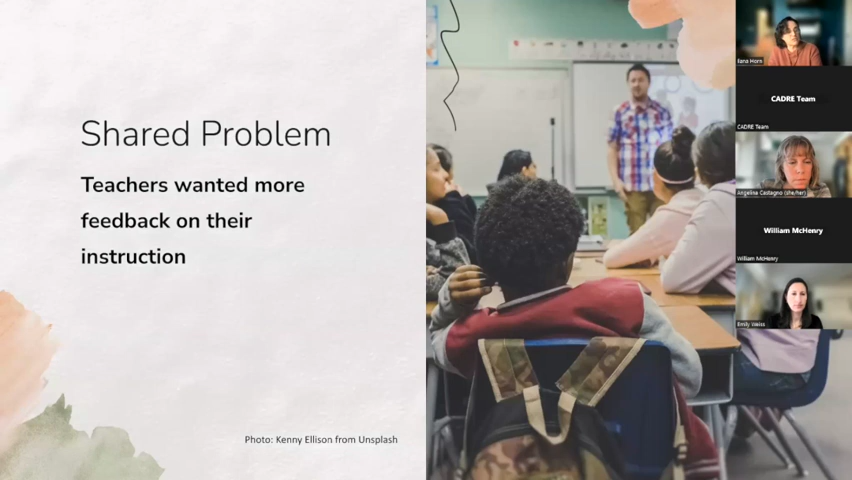 Shared Problem
Teachers wanted more
feedback on their
instruction
Photo: Kenny Ellison from Unsplash
Ilana Horn
CADRE Team
CADRE Team
Angelina Castagno (she/her)
William McHenry
William McHenry
Emily Weiss